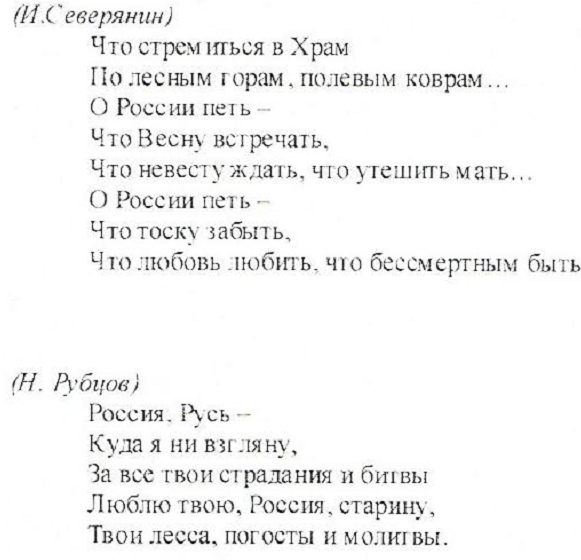 (И.Северянин)
Что стремиться в Храм
По лесным горам, полевым коврам...
О России петь –
Что Весну встречать,
Что невесту ждать, что утешить мать...
О России петь –
Что тоску забыть,
Что любовь любить, что бессмертным быть
(Н. Рубцов)
Россия, Русь –
Куда я ни взгляну,
За все твои страдания и битвы
Люблю твою, Россия, старину,
Твои лесса, погосты и молитвы.